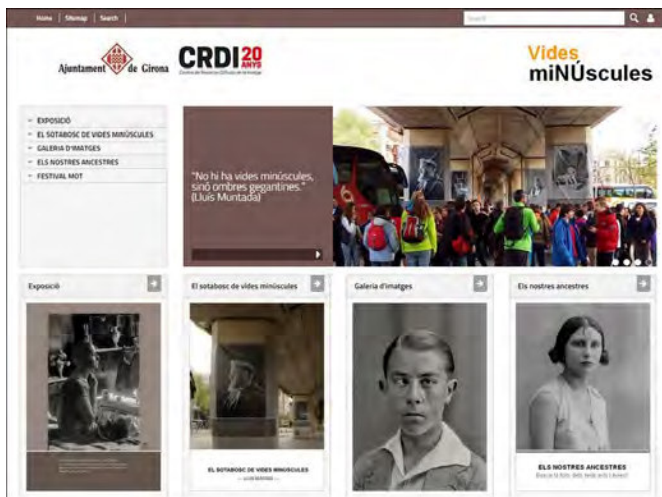 Home | Sitemap | Search |
Search
Ajuntament de Girona
CRDI 20 ANYS
Centre de Recerca i Difusió de la Imatge
Vides
miNÚscules
EXPOSICIÓ
EL SOTABOSC DE VIDES MINÚSCULES
GALERIA D'IMATGES
ELS NOSTRES ANCESTRES
FESTIVAL MOT
"No hi ha vides minúscules,
sinó ombres gegantines."
(Lluís Muntada)
Exposició
El sotabosc de vides minúscules
Galeria d'imatges
Els nostres ancestres
EL SOTABOSC DE VIDES MINÚSCULES
— LLUÍS MUNTADA —
ELS NOSTRES ANCESTRES